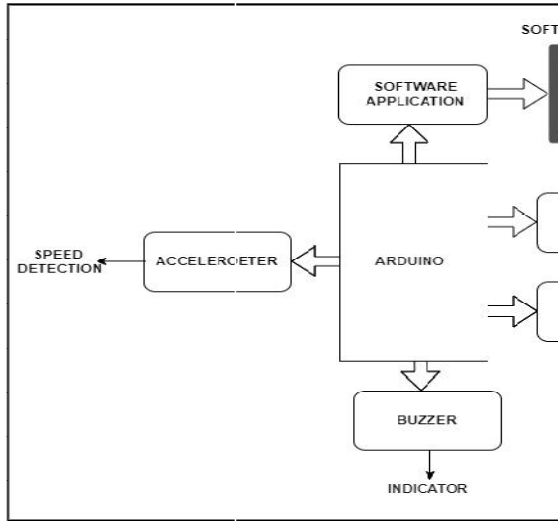 SOFT
SOFTWARE
APPLICATION
SPEED
DETECTION
ACCELEROETER
ARDUINO
BUZZER
INDICATOR